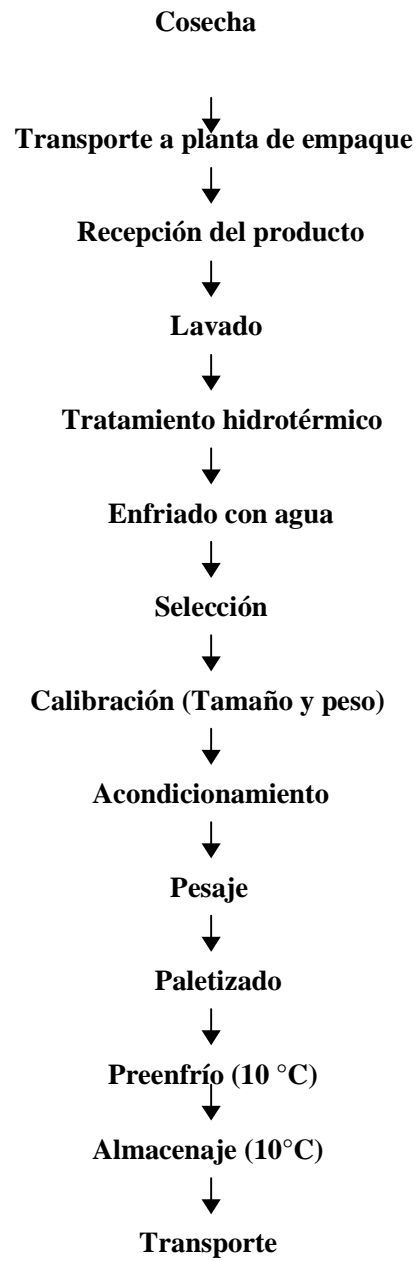 Cosecha
Transporte a planta de empaque
Recepción del producto
Lavado
Tratamiento hidrotérmico
Enfriado con agua
Selección
Calibración (Tamaño y peso)
Acondicionamiento
Pesaje
Paletizado
Preenfrío (10 °C)
Almacenaje (10°C)
Transporte